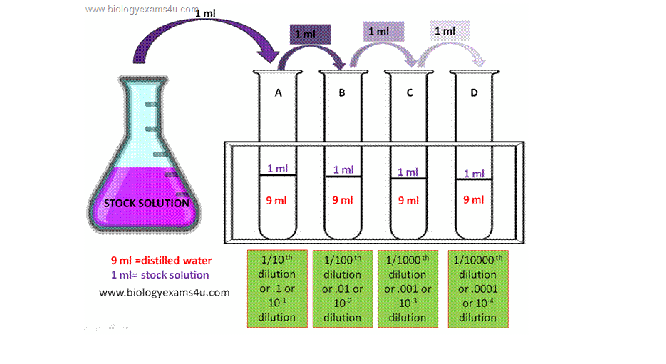 www.biologyexams4u.com
1 ml
1 ml
1 ml
1 ml
A
B
C
D
1 ml
1 ml
1 ml
1 ml
9 ml
9 ml
9 ml
9 ml
STOCK SOLUTION
9 ml =distilled water
1 ml= stock solution
www.biologyexams4u.com
1/10th
dilution
or .1 or
10-1
dilution
1/100th
dilution
or .01 or
10-2
dilution
1/1000th
dilution
or .001 or
10-3
dilution
1/10000th
dilution
or .0001
or 10-4
dilution